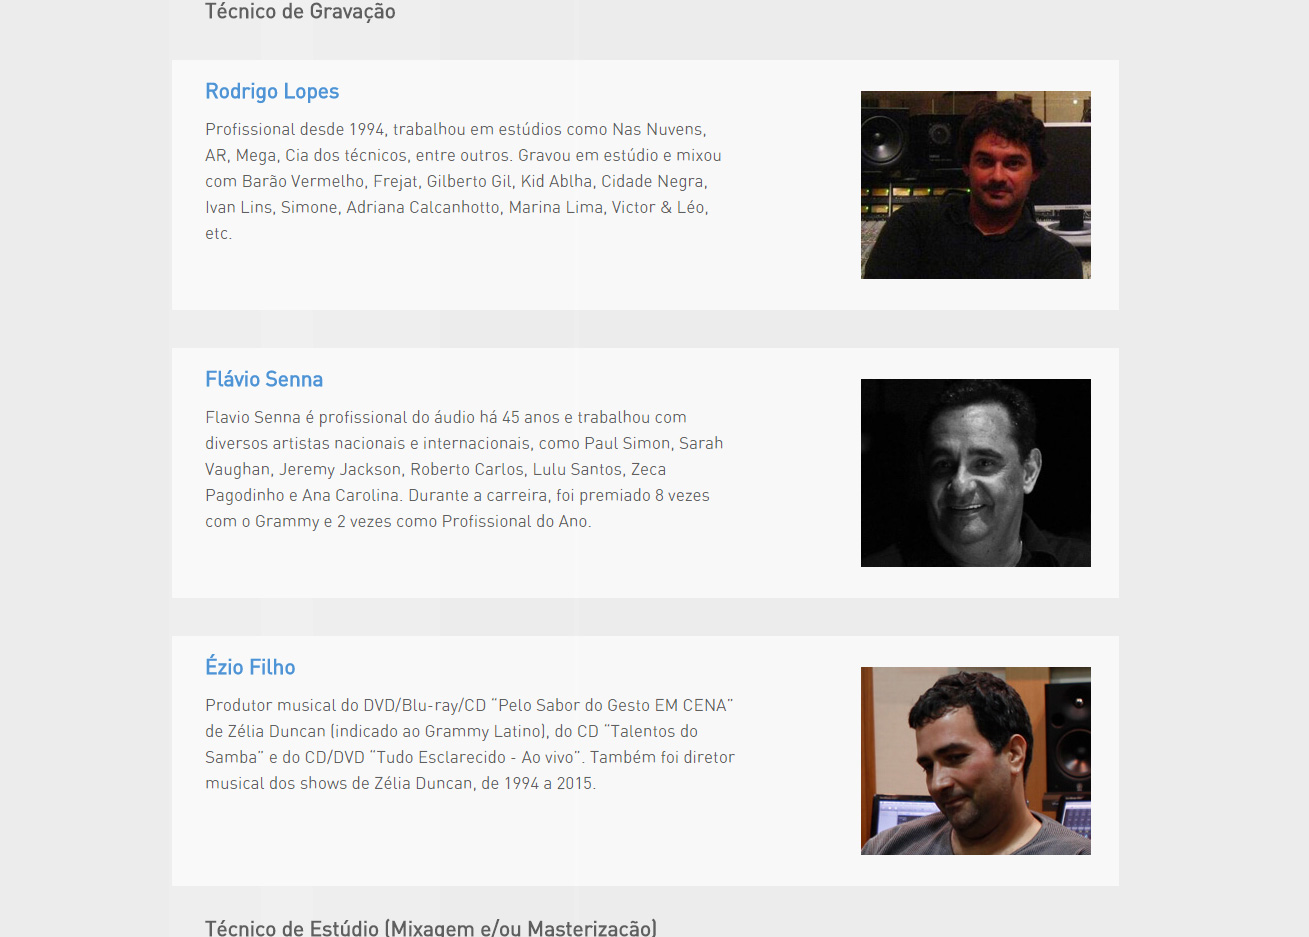 Técnico de Gravação
Rodrigo Lopes
Profissional desde 1994, trabalhou em estúdios como Nas Nuvens,
AR, Mega, Cia dos técnicos, entre outros. Gravou em estúdio e mixou
com Barão Vermelho, Frejat, Gilberto Gil, Kid Ablha, Cidade Negra,
Ivan Lins, Simone, Adriana Calcanhotto, Marina Lima, Victor & Léo,
etc.
Flávio Senna
Flavio Senna é profissional do áudio há 45 anos e trabalhou com
diversos artistas nacionais e internacionais, como Paul Simon, Sarah
Vaughan, Jeremy Jackson, Roberto Carlos, Lulu Santos, Zeca
Pagodinho e Ana Carolina. Durante a carreira, foi premiado 8 vezes
com o Grammy e 2 vezes como Profissional do Ano.
Ézio Filho
Produtor musical do DVD/Blu-ray/CD “Pelo Sabor do Gesto EM CENA”
de Zélia Duncan (indicado ao Grammy Latino), do CD “Talentos do
Samba” e do CD/DVD “Tudo Esclarecido - Ao vivo”. Também foi diretor
musical dos shows de Zélia Duncan, de 1994 a 2015.
Técnico de Estúdio (Mixagem e/ou Masterização)